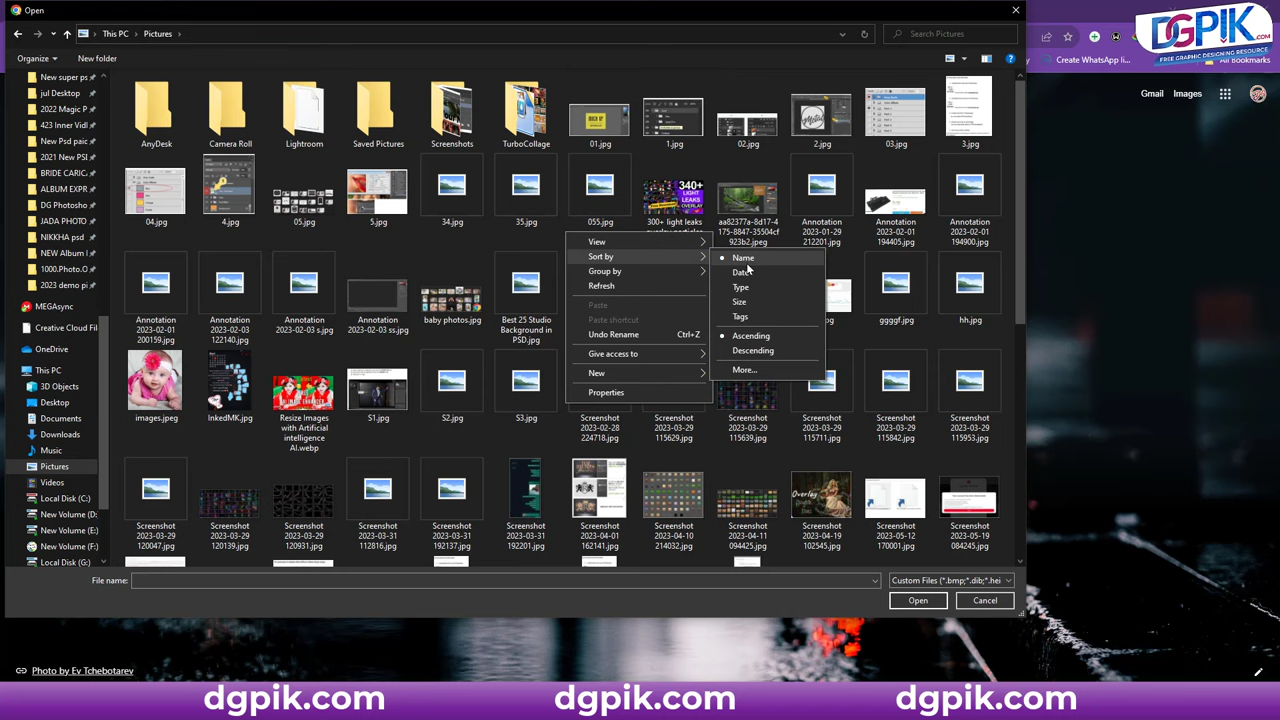 Open
DGPIK.COM
FREE GRAPHIC DESIGNING RESOURCE
This PC
Pictures
Search Pictures
Organize
New folder
Create WhatsApp li...
All Bookmarks
Gmail
Images
New super ps
jul Desktop
2022 Magic P
423 Inner Vid
New Psd paic
2021 New PSI
BRIDE CARIC
ALBUM EXPR
DG Photosho
JADA PHOTO
NIKKHA psd
NEW Album I
1000.Photo.O
2023 demo pi
MEGAsync
Creative Cloud Fil
OneDrive
This PC
3D Objects
Desktop
Documents
Downloads
Music
Pictures
Videos
Local Disk (C:)
New Volume (D:
New Volume (E:)
New Volume (F:)
Local Disk (G:)
AnyDesk
Camera Roll
Lightroom
Saved Pictures
Screenshots
TurboCollage
01.jpg
1.jpg
02.jpg
2.jpg
03.jpg
3.jpg
04.jpg
4.jpg
05.jpg
5.jpg
34.jpg
35.jpg
055.jpg
340+
LIGHT
LEAKS
300+ light leaks
overlay particles
aa82377a-8d17-4
175-8847-35504cf
923b2.jpeg
Annotation
2023-01-29
212201.jpg
Annotation
2023-02-01
194405.jpg
Annotation
2023-02-01
194900.jpg
Annotation
2023-02-01
200159.jpg
Annotation
2023-02-03
122140.jpg
Annotation
2023-02-03 s.jpg
Annotation
2023-02-03 ss.jpg
baby photos.jpg
Best 25 Studio
Background in
PSD.jpg
ggggf.jpg
hh.jpg
View
Sort by
Group by
Refresh
Paste
Paste shortcut
Undo Rename
Ctrl+Z
Give access to
New
Properties
Name
Date
Type
Size
Tags
Ascending
Descending
More...
images.jpeg
InkedMK.jpg
Resize Images
with Artificial
intelligence
AI.webp
S1.jpg
S2.jpg
S3.jpg
Screenshot
2023-02-28
224718.jpg
Screenshot
2023-03-29
115629.jpg
Screenshot
2023-03-29
115639.jpg
Screenshot
2023-03-29
115711.jpg
Screenshot
2023-03-29
115842.jpg
Screenshot
2023-03-29
115953.jpg
Screenshot
2023-03-29
120047.jpg
Screenshot
2023-03-29
120139.jpg
Screenshot
2023-03-29
120931.jpg
Screenshot
2023-03-31
112816.jpg
Screenshot
2023-03-31
192137.jpg
Screenshot
2023-03-31
192201.jpg
Screenshot
2023-04-01
162141.jpg
Screenshot
2023-04-10
214032.jpg
Screenshot
2023-04-11
094425.jpg
Screenshot
2023-04-19
102545.jpg
Screenshot
2023-05-12
170001.jpg
Screenshot
2023-05-19
084245.jpg
File name:
Custom Files (*.bmp;*.dib;*.hei
Open
Cancel
Photo by Ev Tchebotarev
dgpik.com
dgpik.com
dgpik.com